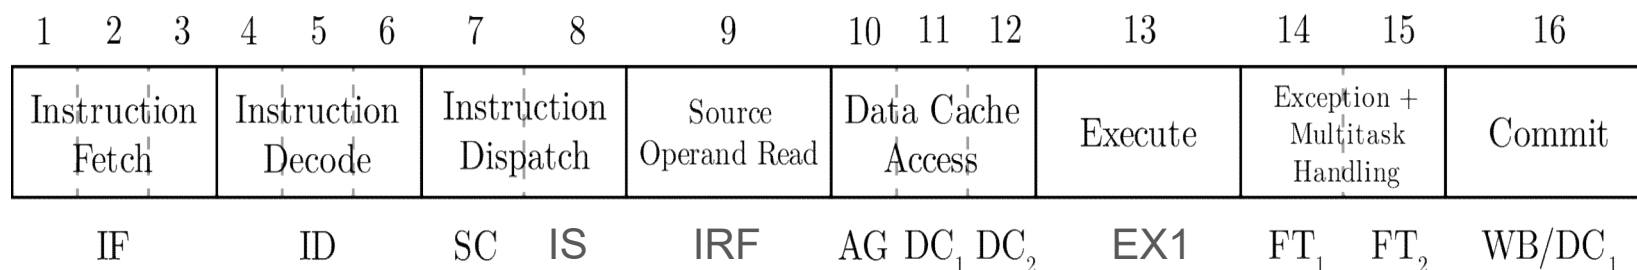 1 2 3 4 5 6 7 8 9 10 11 12 13 14 15 16
Instruction
Fetch
Instruction
Decode
Instruction
Dispatch
Source
Operand Read
Data Cache
Access
Execute
Exception +
Multitask
Handling
Commit
IF ID SC IS IRF AG DC₁ DC₂ EX1 FT₁ FT₂ WB/DC₁